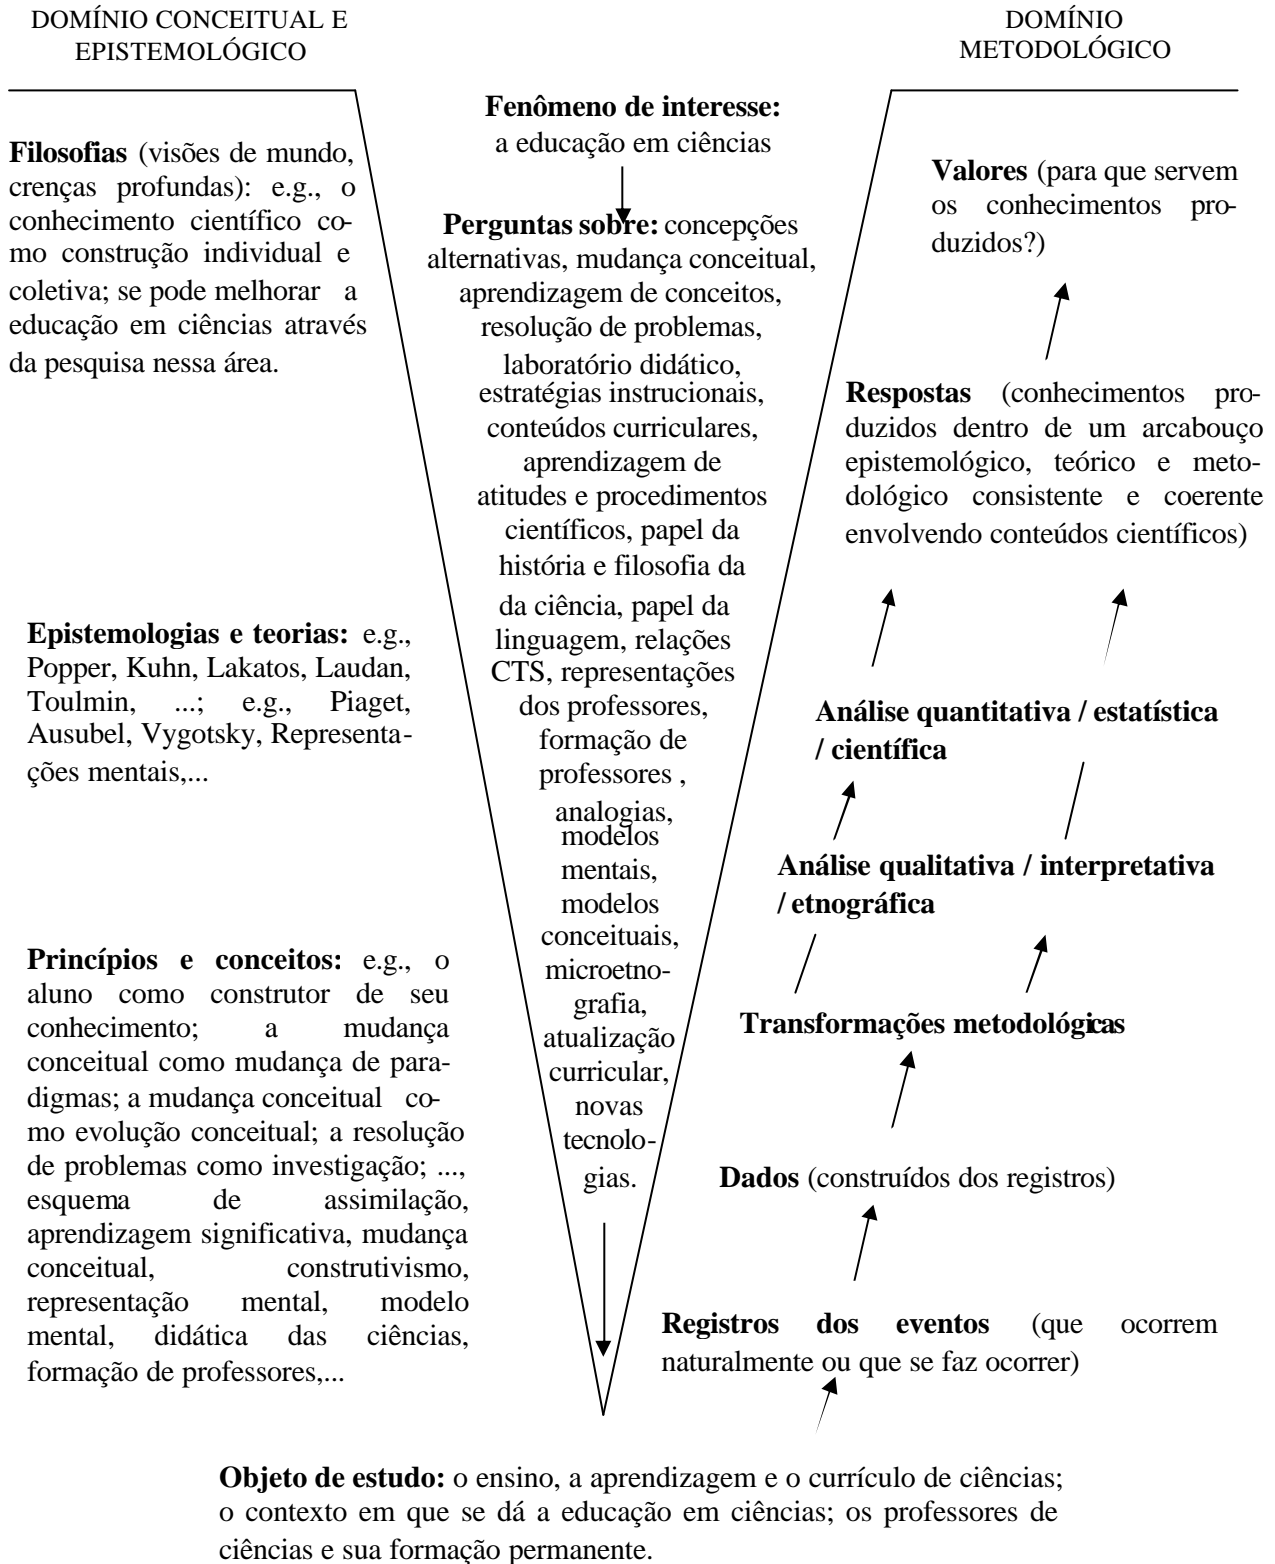 DOMÍNIO CONCEITUAL E
EPISTEMOLÓGICO
Filosofias (visões de mundo,
crenças profundas): e.g., o
conhecimento científico co-
mo construção individual e
coletiva; se pode melhorar a
educação em ciências através
da pesquisa nessa área.
Epistemologias e teorias: e.g.,
Popper, Kuhn, Lakatos, Laudan,
Toulmin, ...; e.g., Piaget,
Ausubel, Vygotsky, Representa-
ções mentais,...
Princípios e conceitos: e.g., o
aluno como construtor de seu
conhecimento; a mudança
conceitual como mudança de para-
digmas; a mudança conceitual co-
mo evolução conceitual; a resolução
de problemas como investigação; ...,
esquema de assimilação,
aprendizagem significativa, mudança
conceitual, construtivismo,
representação mental, modelo
mental, didática das ciências,
formação de professores,...
Fenômeno de interesse:
a educação em ciências
Perguntas sobre: concepções
alternativas, mudança conceitual,
aprendizagem de conceitos,
resolução de problemas,
laboratório didático,
estratégias instrucionais,
conteúdos curriculares,
aprendizagem de
atitudes e procedimentos
científicos, papel da
história e filosofia da
da ciência, papel da
linguagem, relações
CTS, representações
dos professores,
formação de
professores ,
analogias,
modelos
mentais,
modelos
conceituais,
microetno-
grafia,
atualização
curricular,
novas
tecnolo-
gias.
DOMÍNIO
METODOLÓGICO
Valores (para que servem
os conhecimentos pro-
duzidos?)
Respostas (conhecimentos pro-
duzidos dentro de um arcabouço
epistemológico, teórico e meto-
dológico consistente e coerente
envolvendo conteúdos científicos)
Análise quantitativa / estatística
/ científica
Análise qualitativa / interpretativa
/ etnográfica
Transformações metodológicas
Dados (construídos dos registros)
Registros dos eventos (que ocorrem
naturalmente ou que se faz ocorrer)
Objeto de estudo: o ensino, a aprendizagem e o currículo de ciências;
o contexto em que se dá a educação em ciências; os professores de
ciências e sua formação permanente.